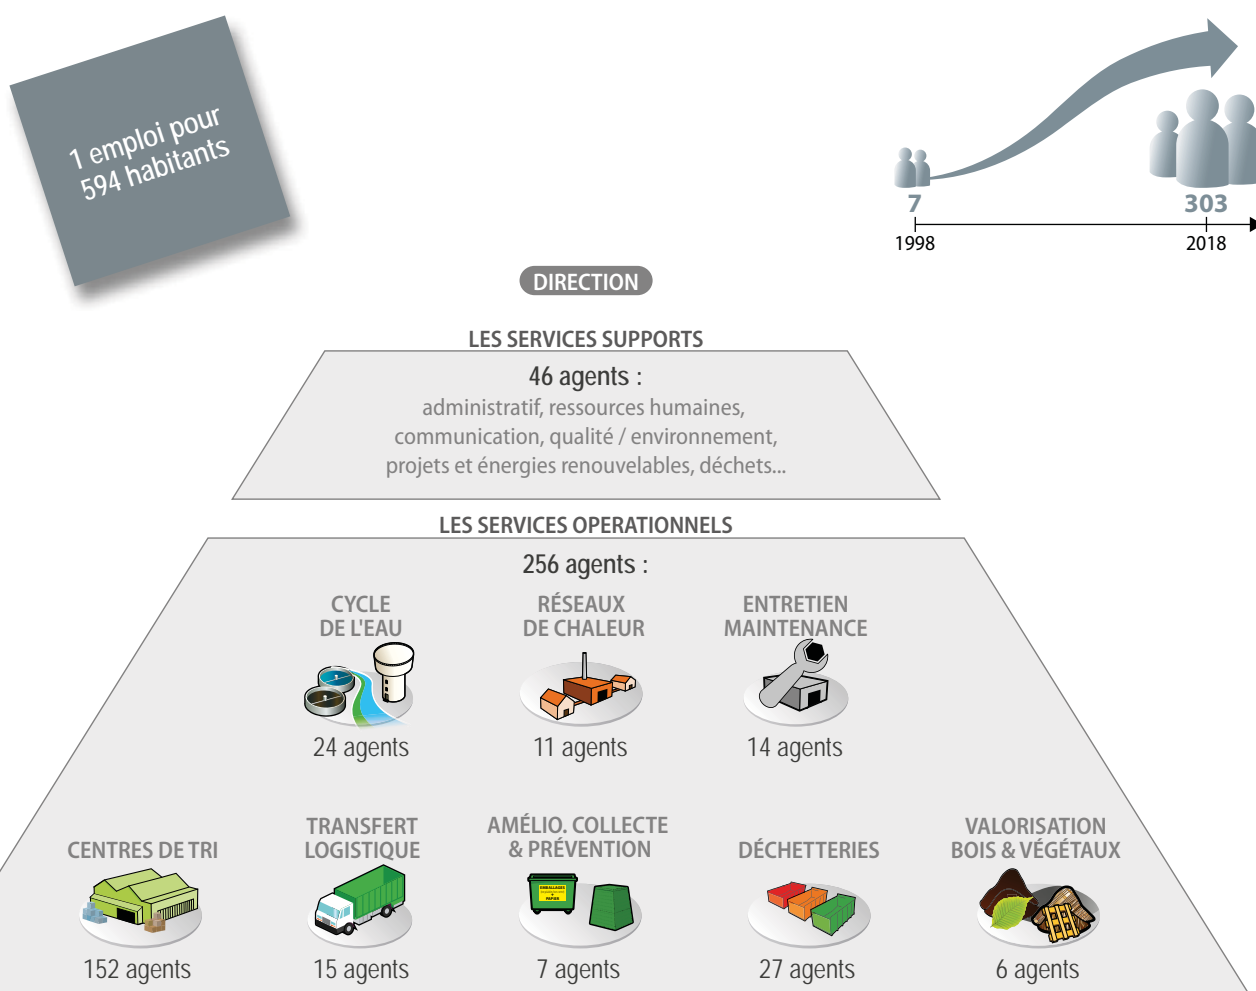 1 emploi pour
594 habitants
7
303
1998
2018
DIRECTION
LES SERVICES SUPPORTS
46 agents :
administratif, ressources humaines,
communication, qualité / environnement,
projets et énergies renouvelables, déchets...
LES SERVICES OPERATIONNELS
256 agents :
CYCLE
DE L'EAU
24 agents
RÉSEAUX
DE CHALEUR
11 agents
ENTRETIEN
MAINTENANCE
14 agents
CENTRES DE TRI
152 agents
TRANSFERT
LOGISTIQUE
15 agents
AMÉLIO. COLLECTE
& PRÉVENTION
EMBALLAGES
PAPIER
7 agents
DÉCHETTERIES
27 agents
VALORISATION
BOIS & VÉGÉTAUX
6 agents